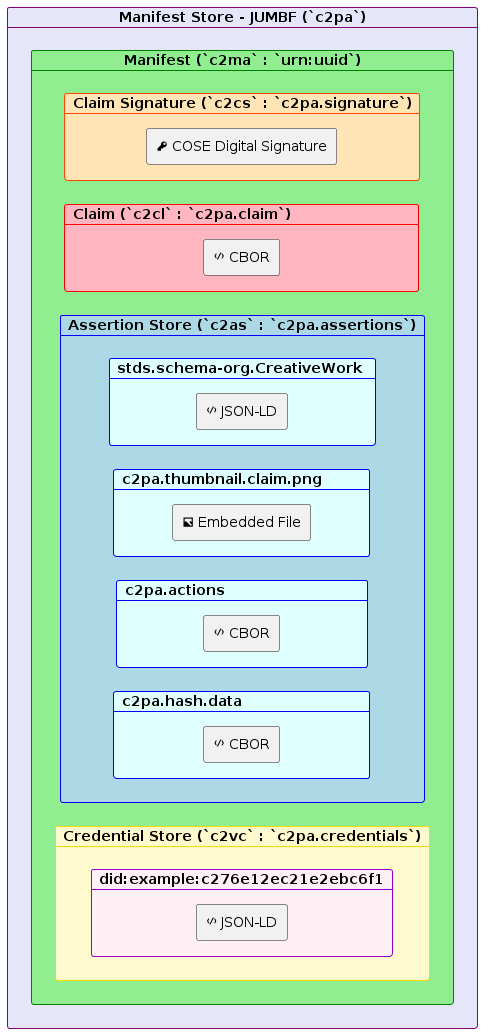 Manifest Store - JUMBF (`c2pa`)
Manifest (`c2ma` : `urn:uuid`)
Claim Signature (`c2cs` : `c2pa.signature`)
COSE Digital Signature
Claim (`c2cl` : `c2pa.claim`)
CBOR
Assertion Store (`c2as` : `c2pa.assertions`)
stds.schema-org.CreativeWork
JSON-LD
c2pa.thumbnail.claim.png
Embedded File
c2pa.actions
CBOR
c2pa.hash.data
CBOR
Credential Store (`c2vc` : `c2pa.credentials`)
did:example:c276e12ec21e2ebc6f1
JSON-LD